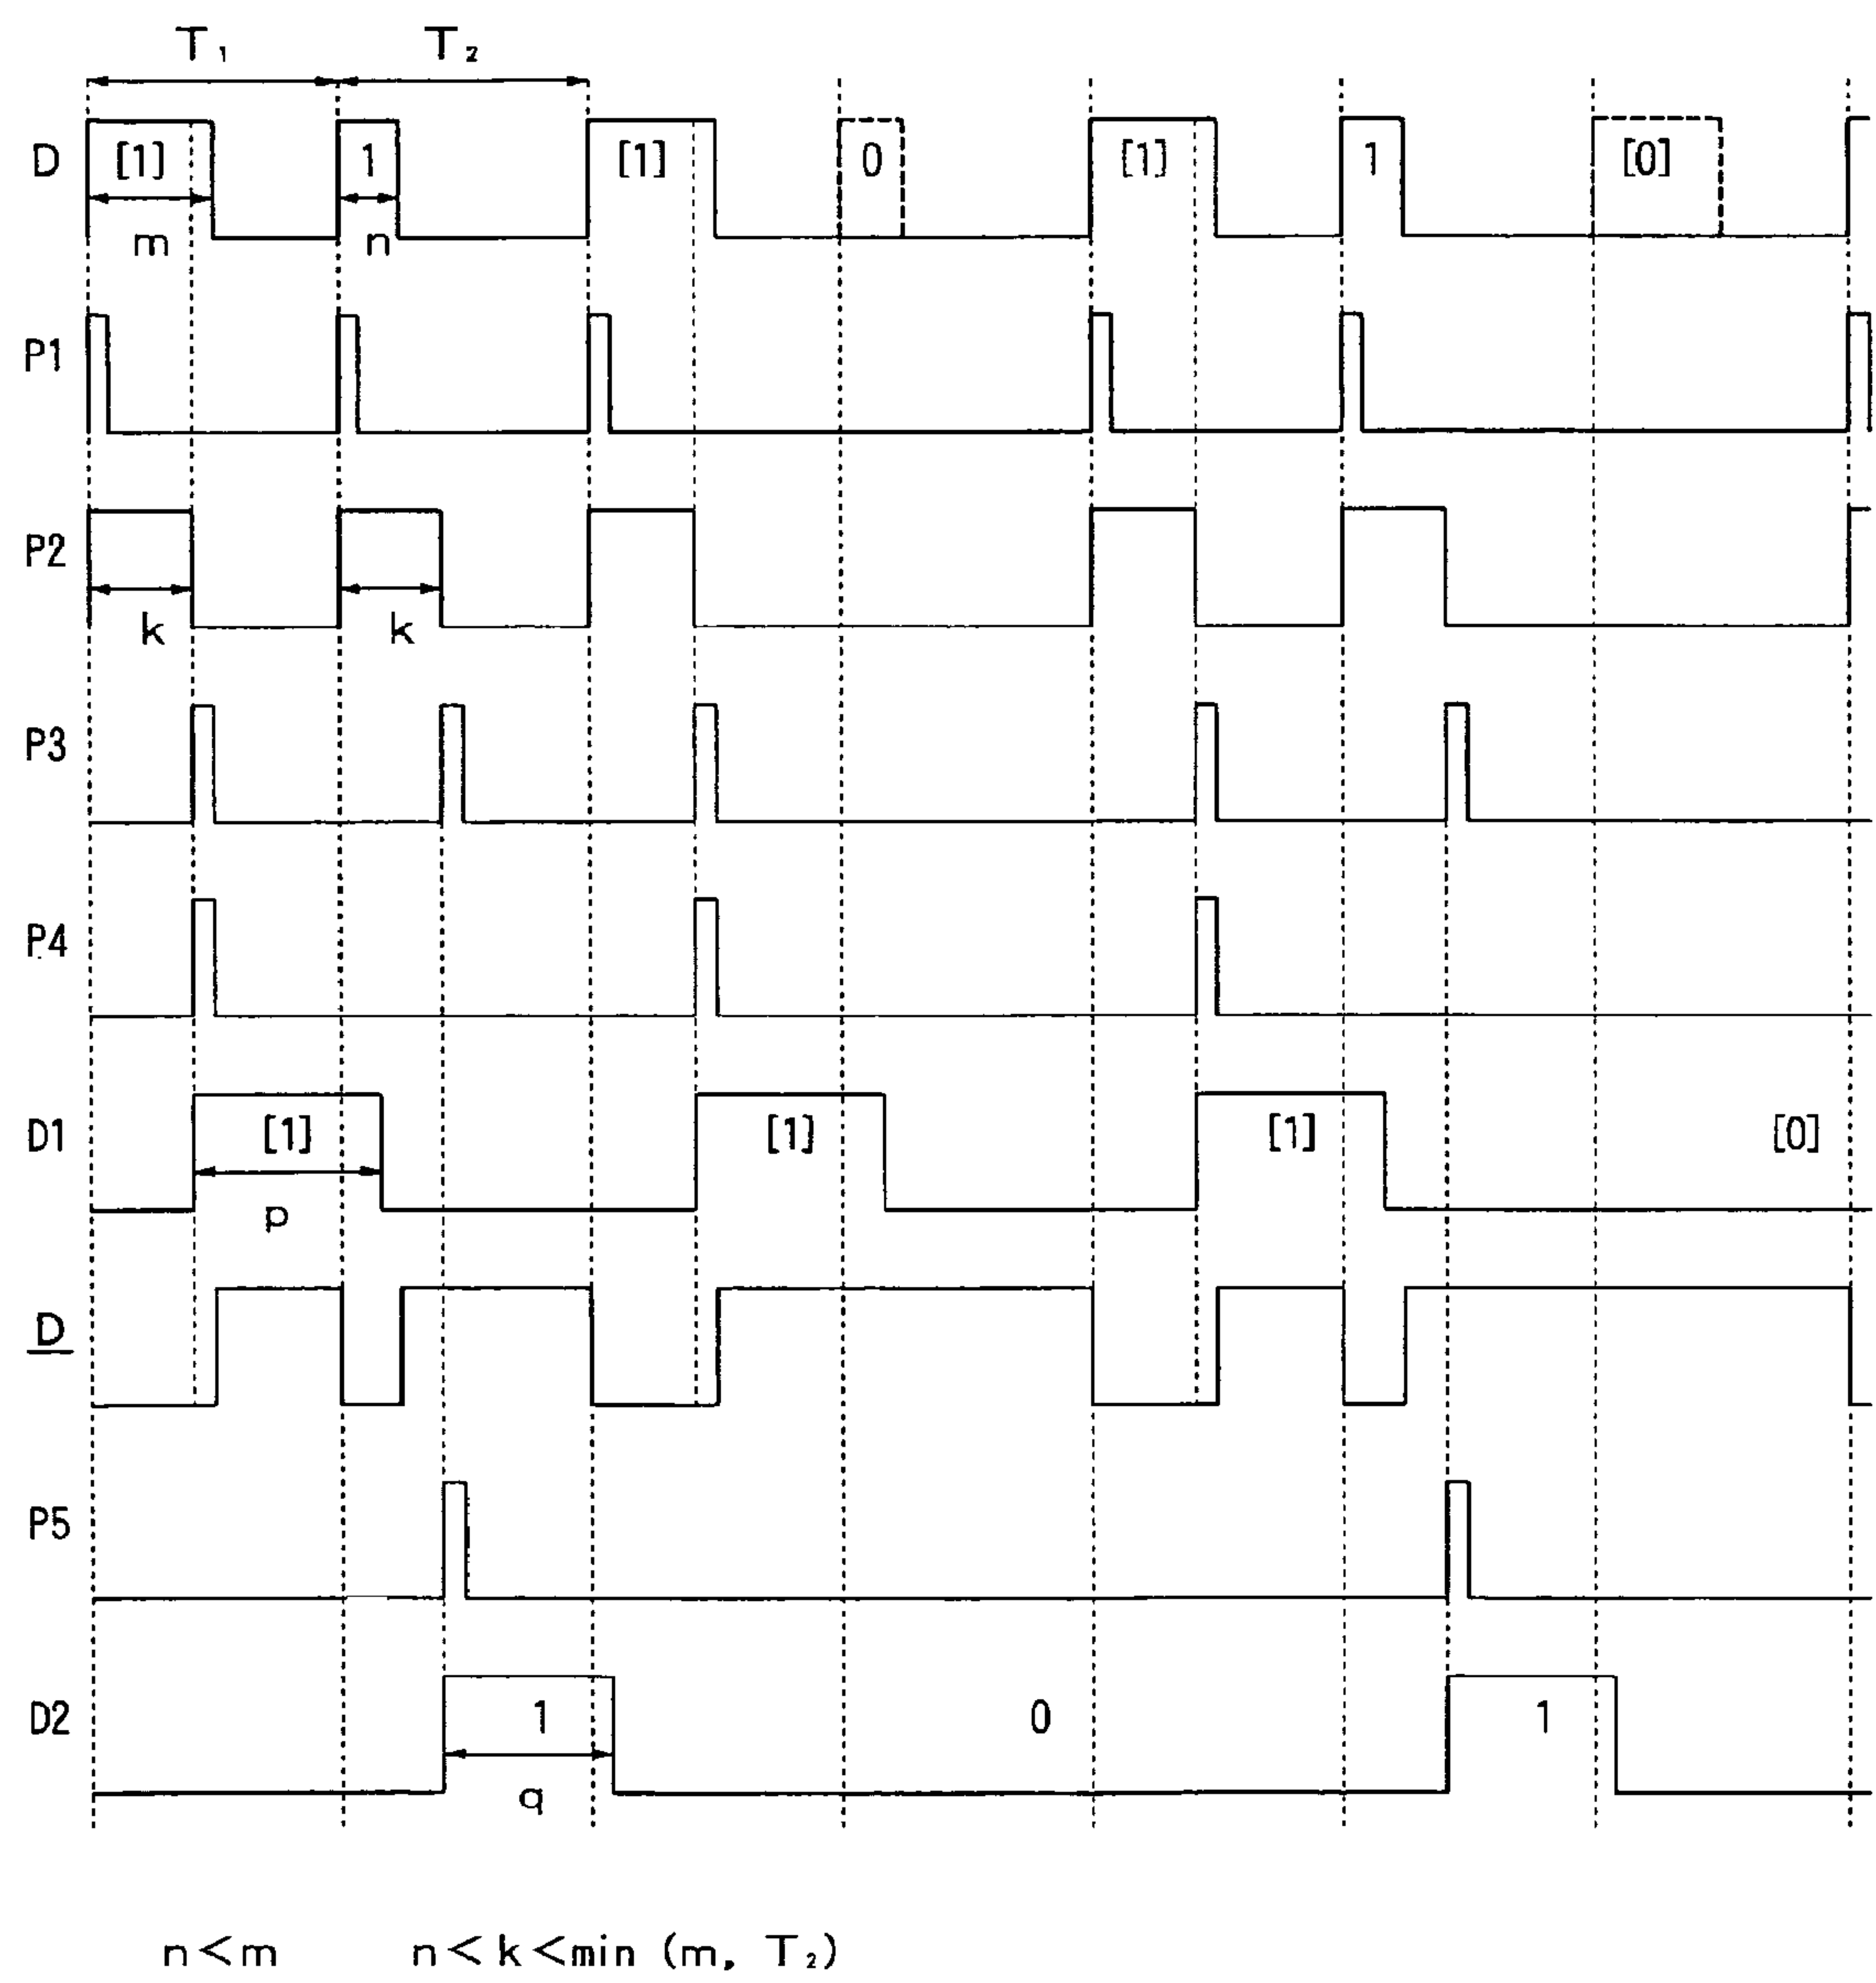 T₁ T₂
D [1] 1 [1] 0 [1] 1 [0]
m n
P1
P2
k k
P3
P4
D1 [1] [1] [1] [0]
p
D
P5
D2 1 0 1
q
n<m n<k<min (m, T₂)